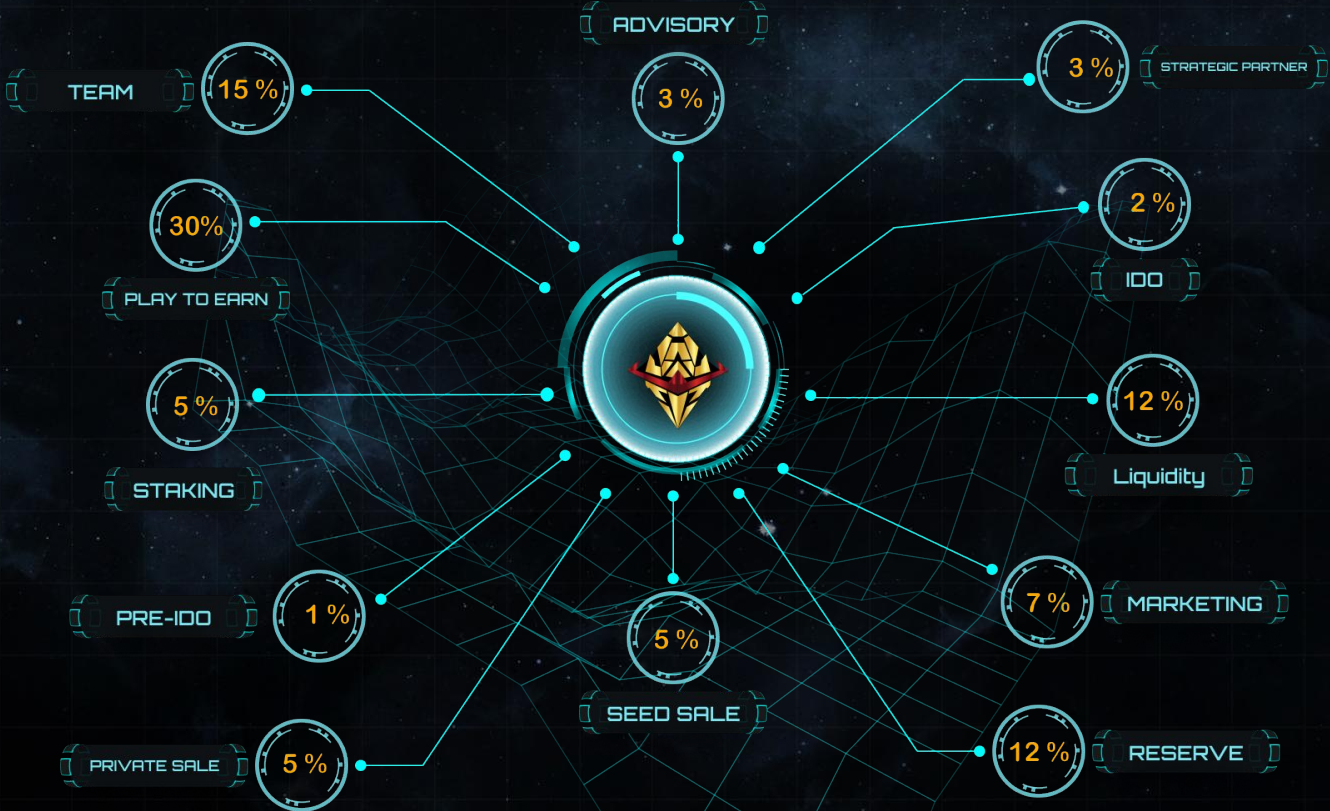 ADVISORY
3 %
TEAM
15 %
3 %
STRATEGIC PARTNER
30%
PLAY TO EARN
2 %
IDO
5 %
STAKING
12 %
Liquidity
PRE-IDO
1 %
5 %
SEED SALE
7 %
MARKETING
PRIVATE SALE
5 %
12 %
RESERVE